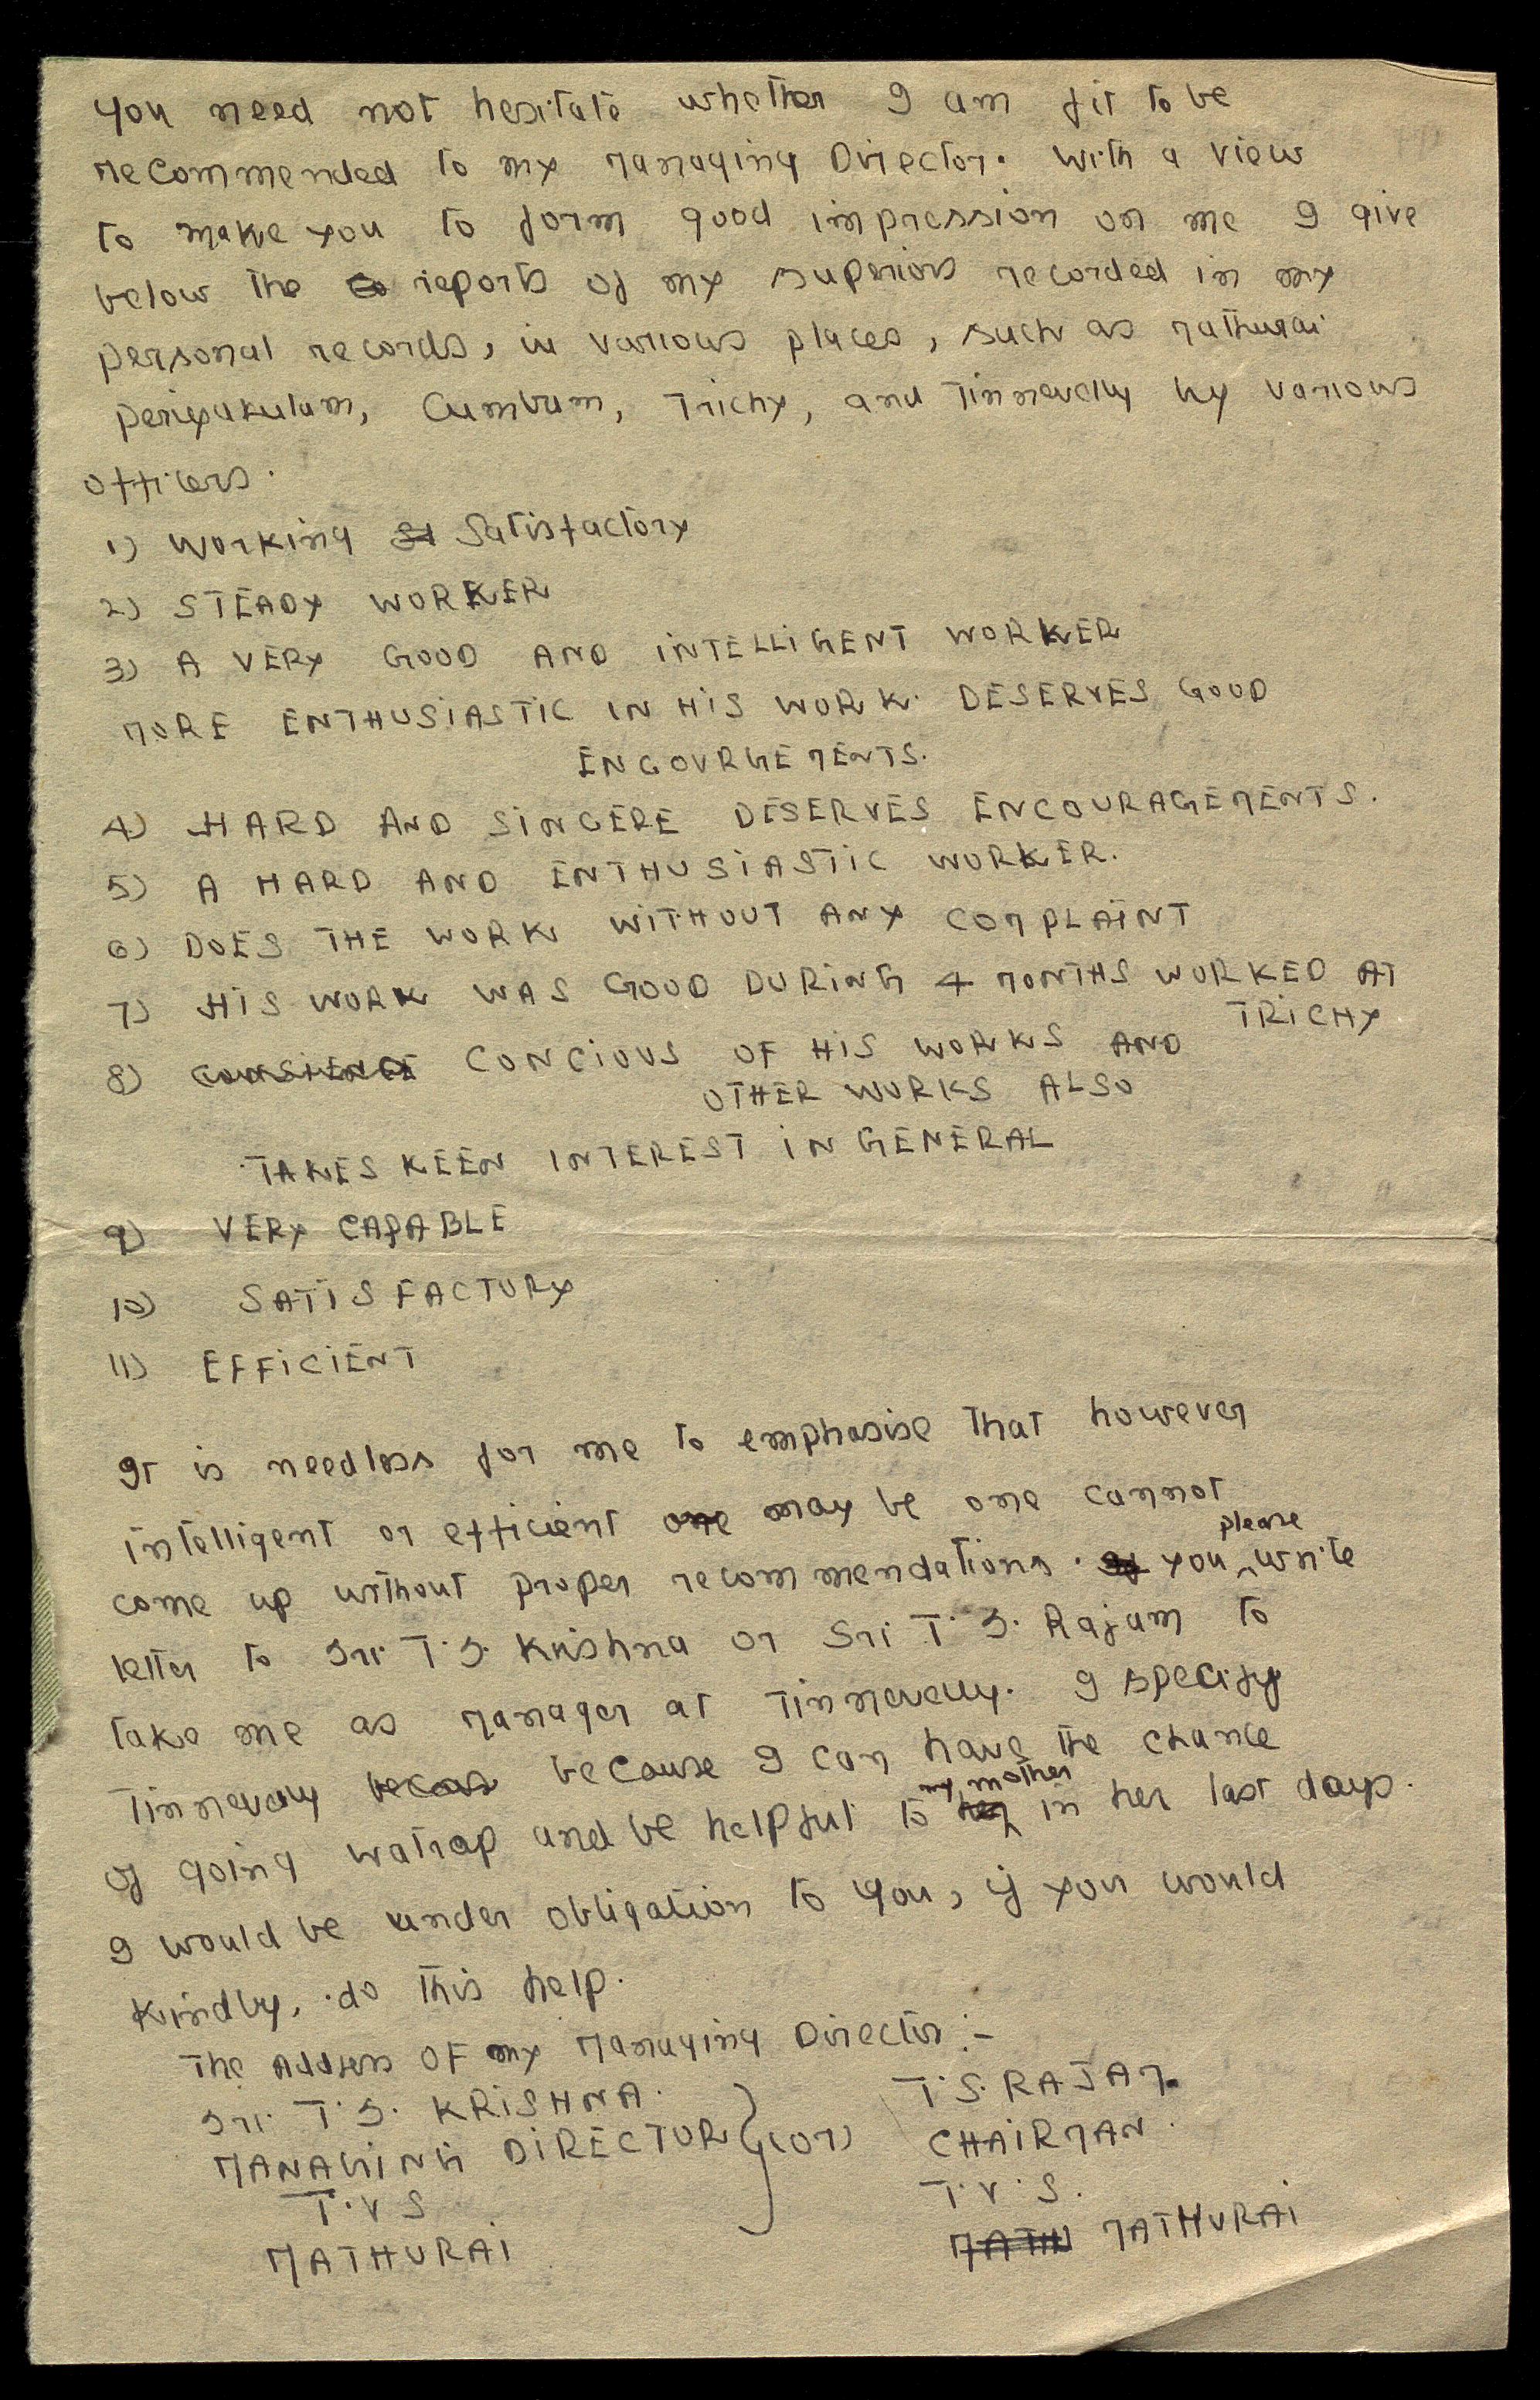 You need not hesitate whether I am fit to be
recommended to my Managing Director. With a view
to make you to form good impression on me I give
below the reports of my superiors recorded in my
personal records, in various places, such as Mathurai
Periyakulam, Cumbum, Trichy, and Tinnevelly by various
officers.
1) Working Satisfactory
2) STEADY WORKER
3) A VERY GOOD AND INTELLIGENT WORKER
MORE ENTHUSIASTIC IN HIS WORK. DESERVES GOOD
ENCOURGEMENTS.
4) HARD AND SINCERE DESERVES ENCOURAGEMENTS.
5) A HARD AND ENTHUSIASTIC WORKER.
6) DOES THE WORK WITHOUT ANY COMPLAINT
7) HIS WORK WAS GOOD DURING 4 MONTHS WORKED AT
TRICHY
8) CONCIOUS OF HIS WORKS AND
OTHER WORKS ALSO
TAKES KEEN INTEREST IN GENERAL
9) VERY CAPABLE
10) SATISFACTORY
11) EFFICIENT
It is needless for me to emphasise that however
intelligent or efficient one may be one cannot
come up without proper recommendations. you please write
letter to Sri. T. S. Krishna or Sri T. S. Rajam to
take me as Manager at Tinnevelly. I specify
Tinnevelly because I can have the chance
of going Watrap and be helpful to my mother in her last days.
I would be under obligation to you, if you would
kindly, do this help.
The Address OF my Managing Director :-
Sri. T. S. KRISHNA. T. S. RAJAM.
MANAGING DIRECTOR } (or) CHAIRMAN.
T. V S T. V. S.
MATHURAI MATHURAI